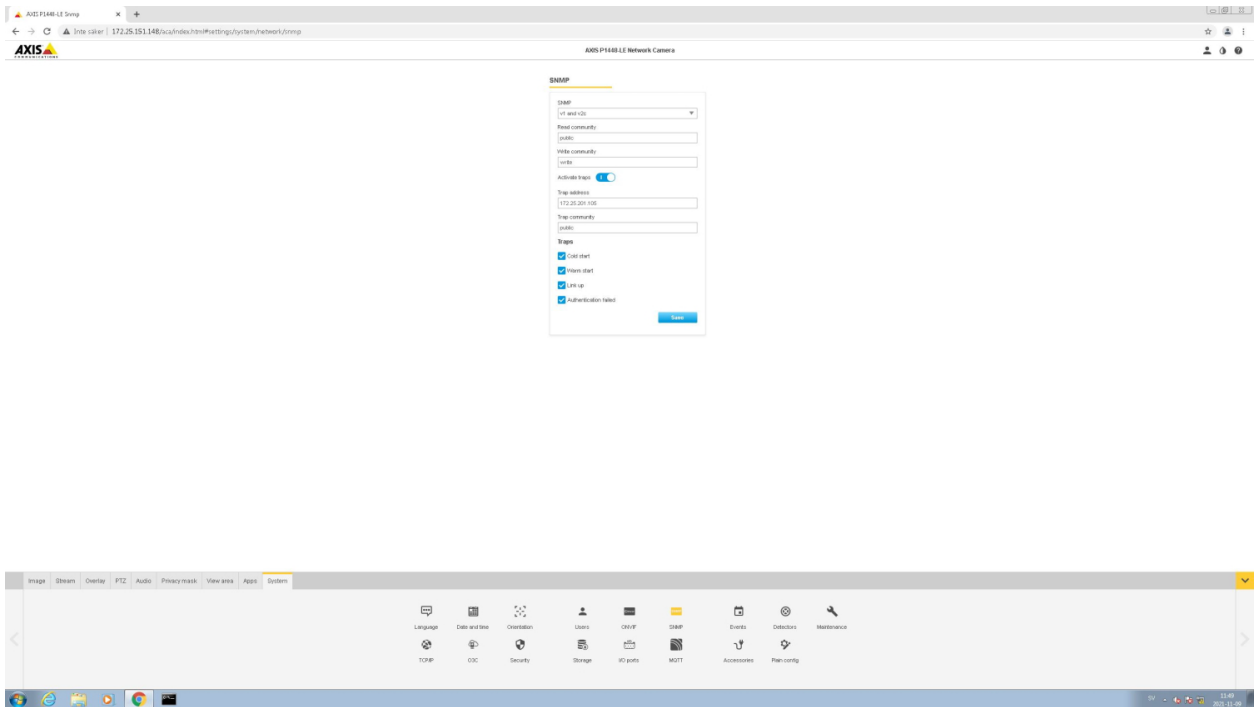 AXIS P1448-LE Snmp
Inte säker | 172.25.151.148/aca/index.html#settings/system/network/snmp
AXIS
COMMUNICATIONS
AXIS P1448-LE Network Camera
SNMP
SNMP
v1 and v2c
Read community
public
Write community
write
Activate traps
Trap address
172.25.201.105
Trap community
public
Traps
Cold start
Warm start
Link up
Authentication failed
Save
Image Stream Overlay PTZ Audio Privacy mask View area Apps System
Language Date and time Orientation Users ONVIF SNMP Events Detectors Maintenance
TCP/IP O3C Security Storage I/O ports MQTT Accessories Plain config
SV 11:49
2021-11-09